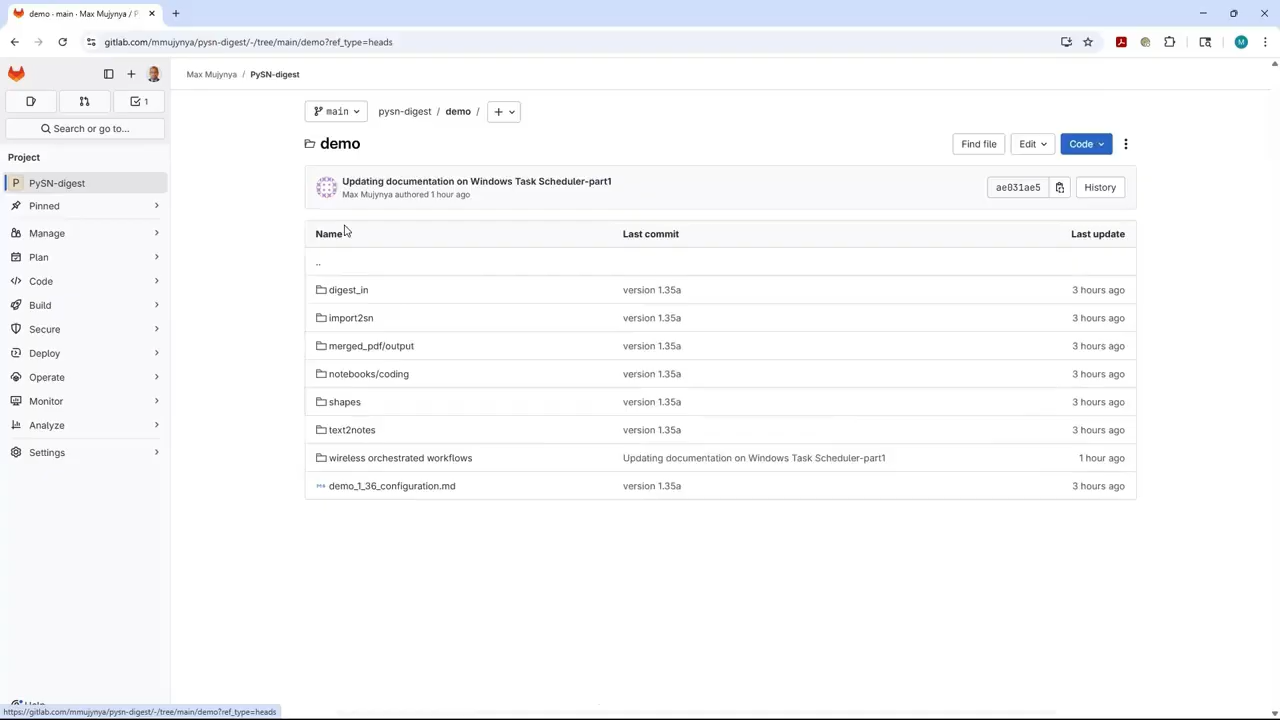 demo · main · Max Mujynya / P
gitlab.com/mmujynya/pysn-digest/-/tree/main/demo?ref_type=heads
M
Max Mujynya / PySN-digest
1
Search or go to...
Project
P PySN-digest
Pinned
Manage
Plan
Code
Build
Secure
Deploy
Operate
Monitor
Analyze
Settings
Help
main pysn-digest / demo / +
demo
Find file Edit Code
Updating documentation on Windows Task Scheduler-part1
Max Mujynya authored 1 hour ago
ae031ae5 History
Name Last commit Last update
..
digest_in version 1.35a 3 hours ago
import2sn version 1.35a 3 hours ago
merged_pdf/output version 1.35a 3 hours ago
notebooks/coding version 1.35a 3 hours ago
shapes version 1.35a 3 hours ago
text2notes version 1.35a 3 hours ago
wireless orchestrated workflows Updating documentation on Windows Task Scheduler-part1 1 hour ago
demo_1_36_configuration.md version 1.35a 3 hours ago
https://gitlab.com/mmujynya/pysn-digest/-/tree/main/demo?ref_type=heads